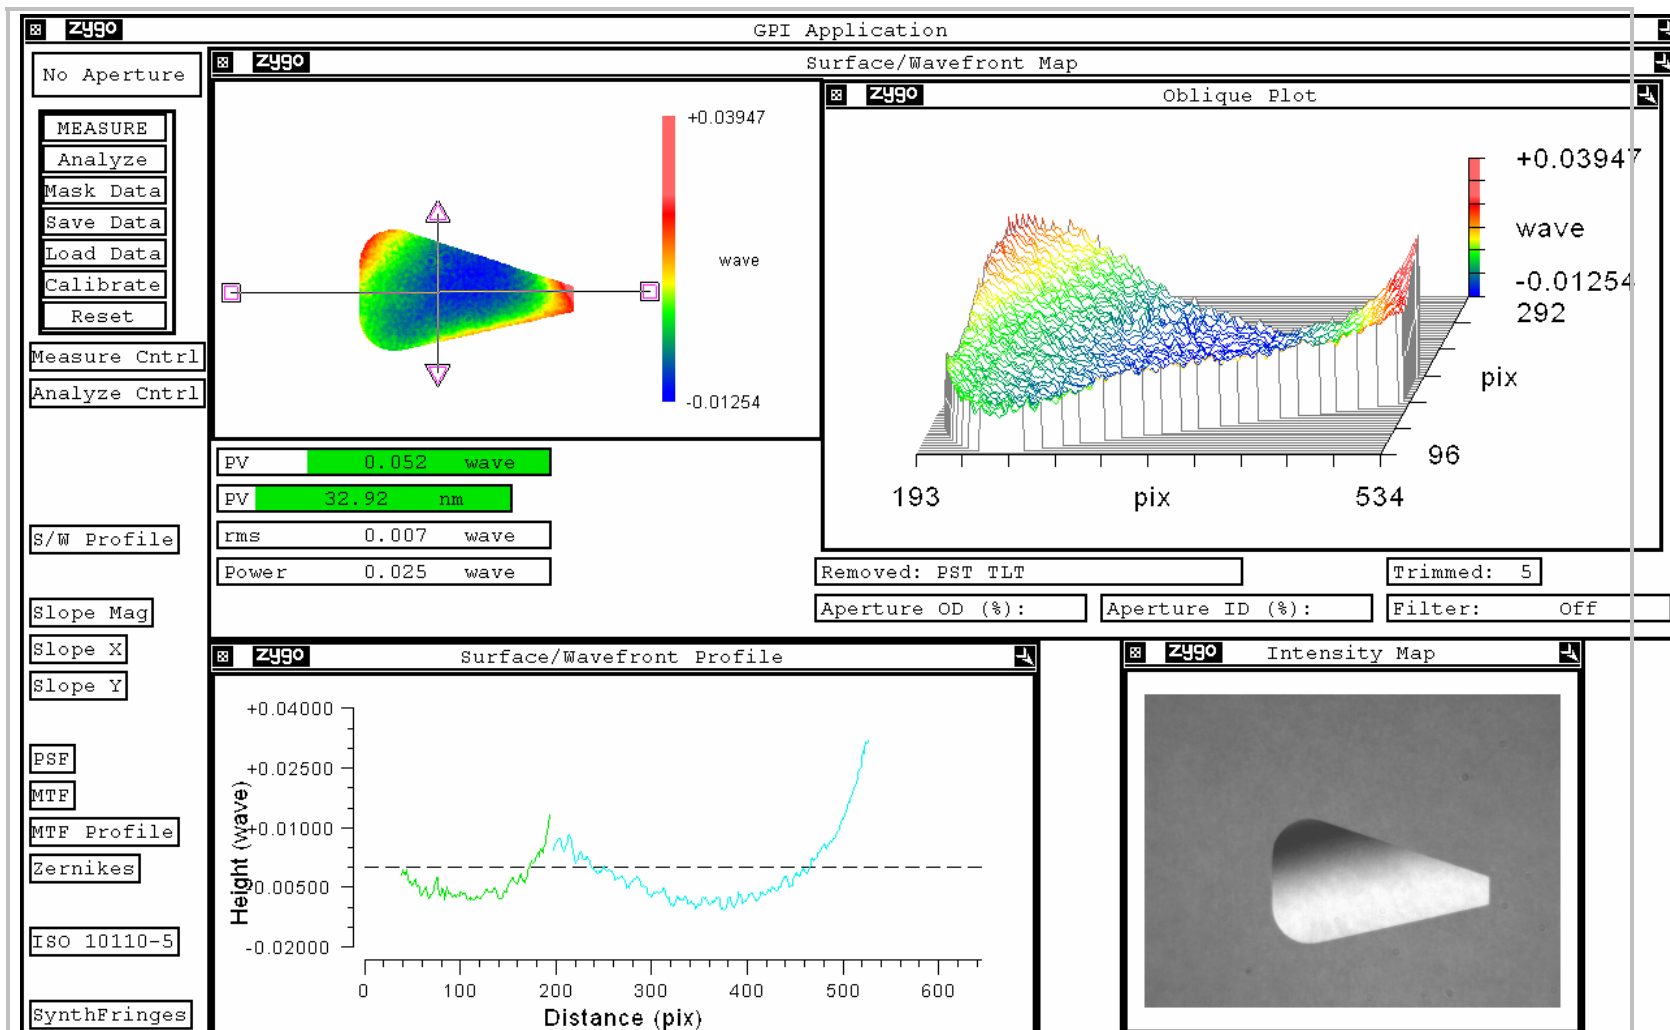 zygo GPI Application
No Aperture
MEASURE
Analyze
Mask Data
Save Data
Load Data
Calibrate
Reset
Measure Cntrl
Analyze Cntrl
S/W Profile
Slope Mag
Slope X
Slope Y
PSF
MTF
MTF Profile
Zernikes
ISO 10110-5
SynthFringes
zygo Surface/Wavefront Map
+0.03947
wave
-0.01254
zygo Oblique Plot
+0.03947
wave
-0.01254
292
pix
96
193 pix 534
PV 0.052 wave
PV 32.92 nm
rms 0.007 wave
Power 0.025 wave
Removed: PST TLT
Trimmed: 5
Aperture OD (%):
Aperture ID (%):
Filter: Off
zygo Surface/Wavefront Profile
Height (wave)
+0.04000
+0.02500
+0.01000
0.00500
-0.02000
0 100 200 300 400 500 600
Distance (pix)
zygo Intensity Map